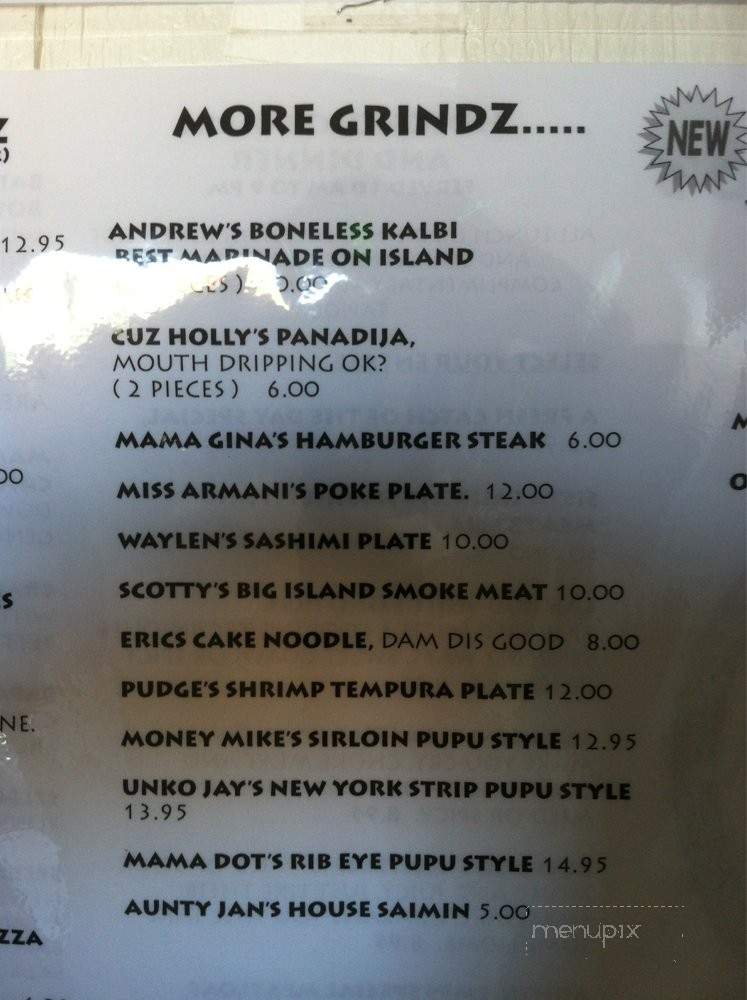 MORE GRINDZ.....
NEW
12.95
ANDREW'S BONELESS KALBI
BEST MARINADE ON ISLAND
CUZ HOLLY'S PANADIJA,
MOUTH DRIPPING OK?
( 2 PIECES ) 6.00
MAMA GINA'S HAMBURGER STEAK 6.00
MISS ARMANI'S POKE PLATE. 12.00
WAYLEN'S SASHIMI PLATE 10.00
SCOTTY'S BIG ISLAND SMOKE MEAT 10.00
ERICS CAKE NOODLE, DAM DIS GOOD 8.00
PUDGE'S SHRIMP TEMPURA PLATE 12.00
NE.
MONEY MIKE'S SIRLOIN PUPU STYLE 12.95
UNKO JAY'S NEW YORK STRIP PUPU STYLE
13.95
MAMA DOT'S RIB EYE PUPU STYLE 14.95
AUNTY JAN'S HOUSE SAIMIN 5.00
ZZA
menupix